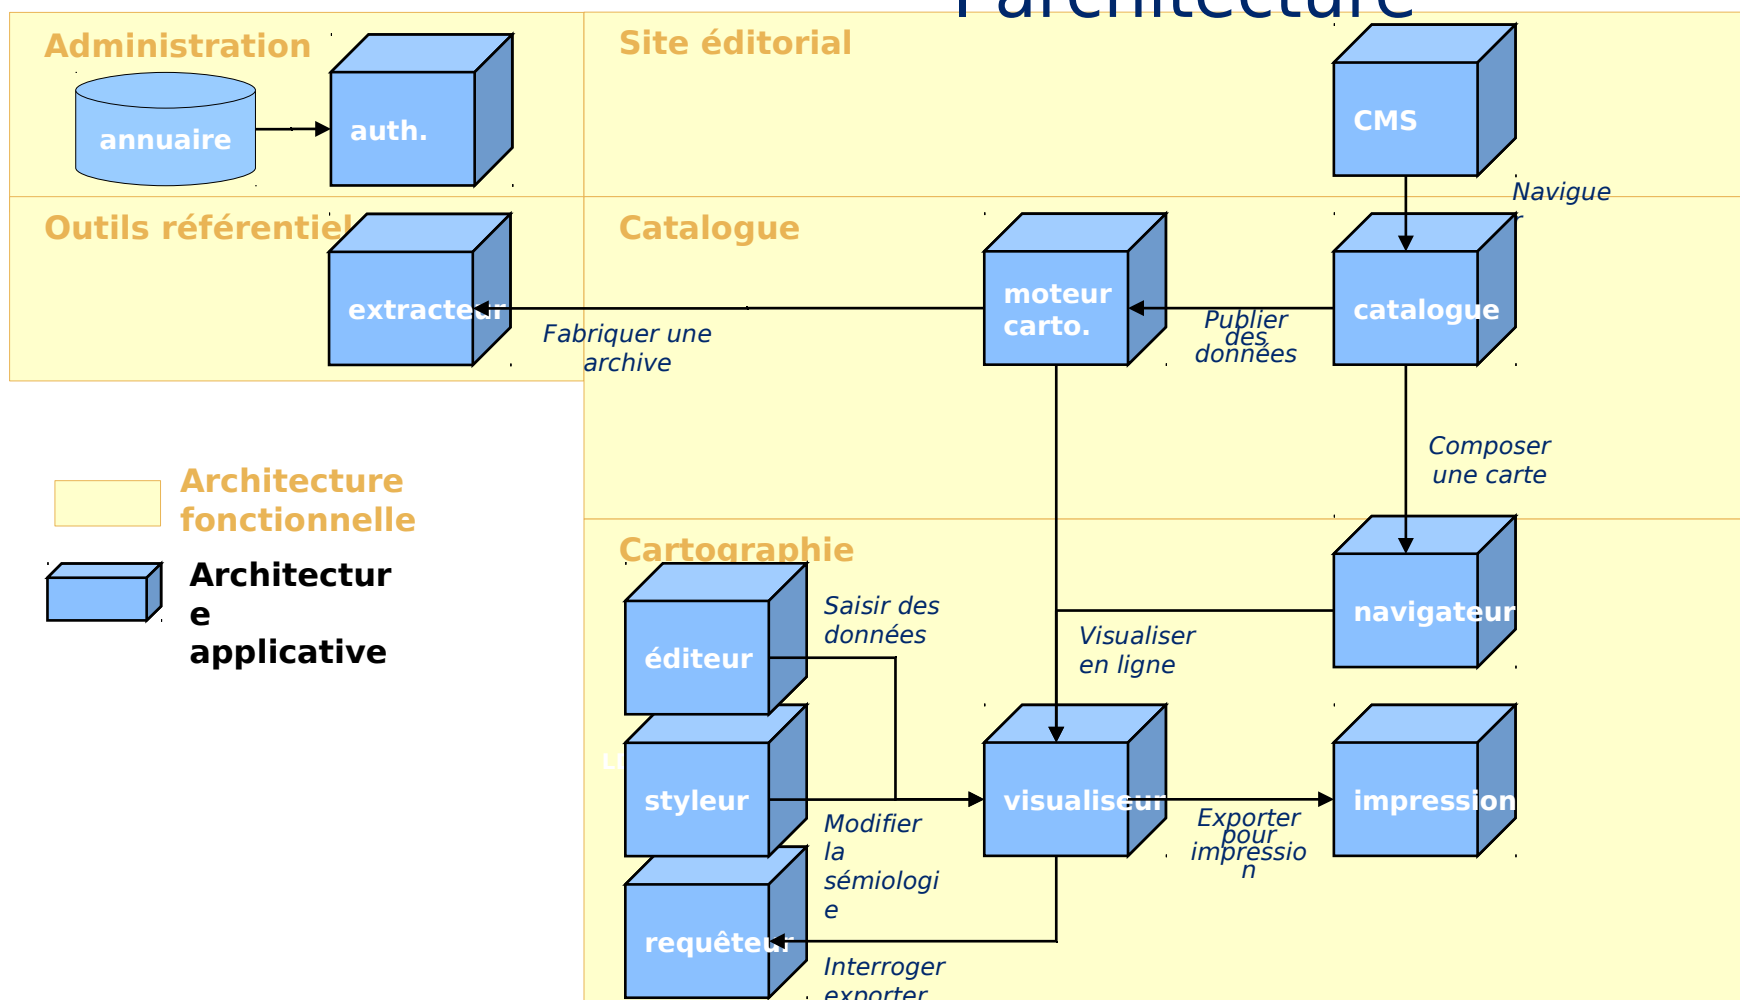 l'architecture
Administration
annuaire
auth.
Site éditorial
CMS
Navigue
r
Outils référentiel
extracteur
Fabriquer une
archive
Catalogue
moteur
carto.
Publier
des
données
catalogue
Composer
une carte
Architecture
fonctionnelle
Architectur
e
applicative
Cartographie
éditeur
Saisir des
données
Visualiser
en ligne
navigateur
styleur
Modifier
la
sémiologi
e
visualiseur
Exporter
pour
impressio
n
impression
requêteur
Interroger
exporter